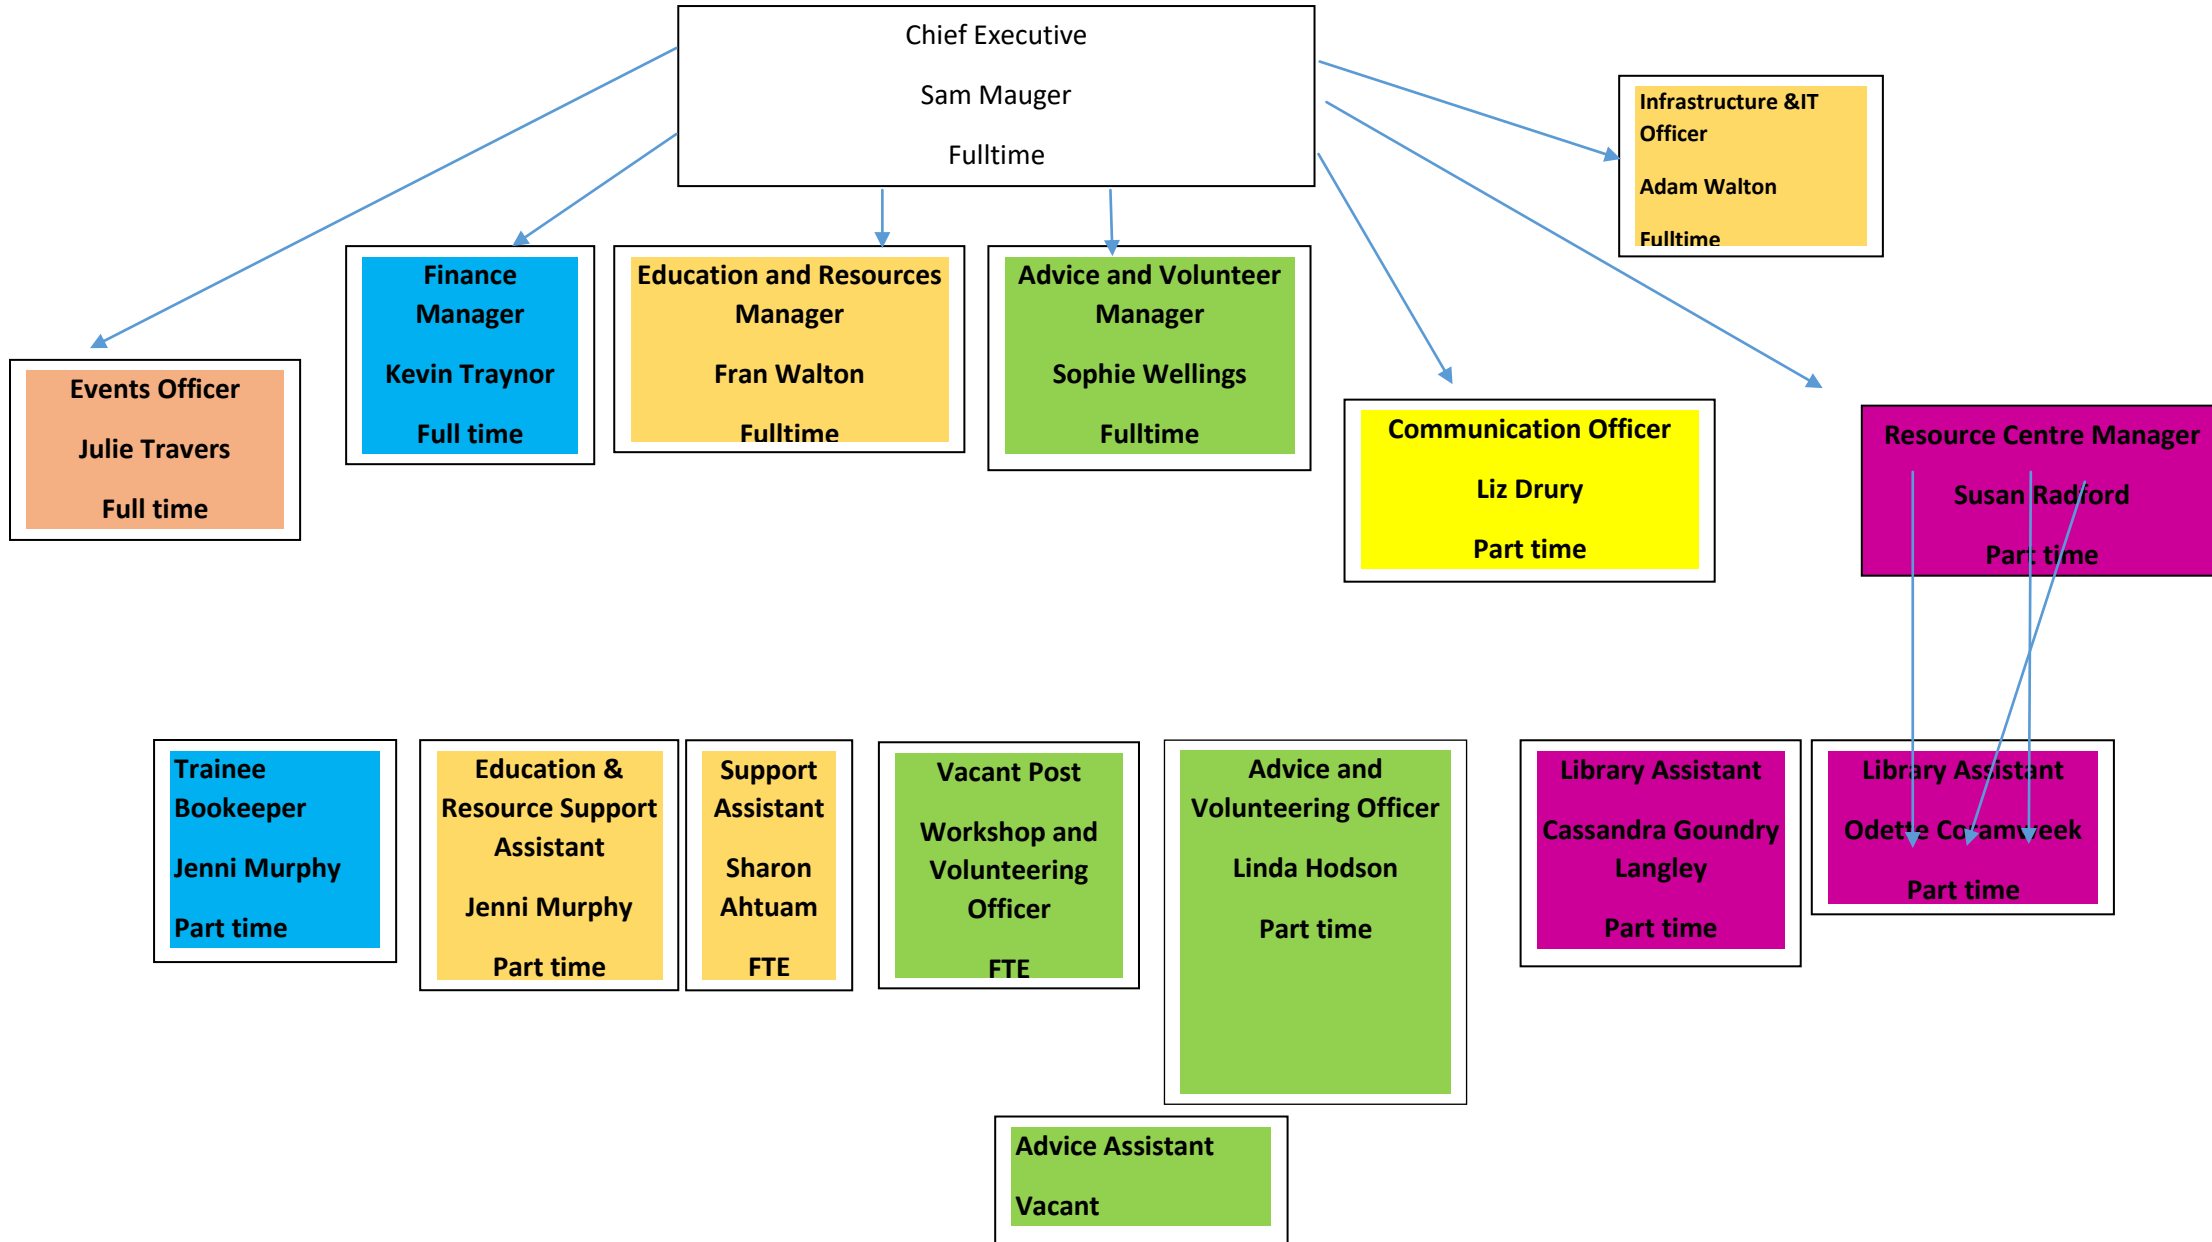 Chief Executive
Sam Mauger
Fulltime
Infrastructure &IT
Officer
Adam Walton
Fulltime
Finance
Manager
Kevin Traynor
Full time
Education and Resources
Manager
Fran Walton
Fulltime
Advice and Volunteer
Manager
Sophie Wellings
Fulltime
Events Officer
Julie Travers
Full time
Communication Officer
Liz Drury
Part time
Resource Centre Manager
Susan Radford
Part time
Trainee
Bookeeper
Jenni Murphy
Part time
Education &
Resource Support
Assistant
Jenni Murphy
Part time
Support
Assistant
Sharon
Ahtuam
FTE
Vacant Post
Workshop and
Volunteering
Officer
FTE
Advice and
Volunteering Officer
Linda Hodson
Part time
Library Assistant
Cassandra Goundry
Langley
Part time
Library Assistant
Odette
Part time
Advice Assistant
Vacant